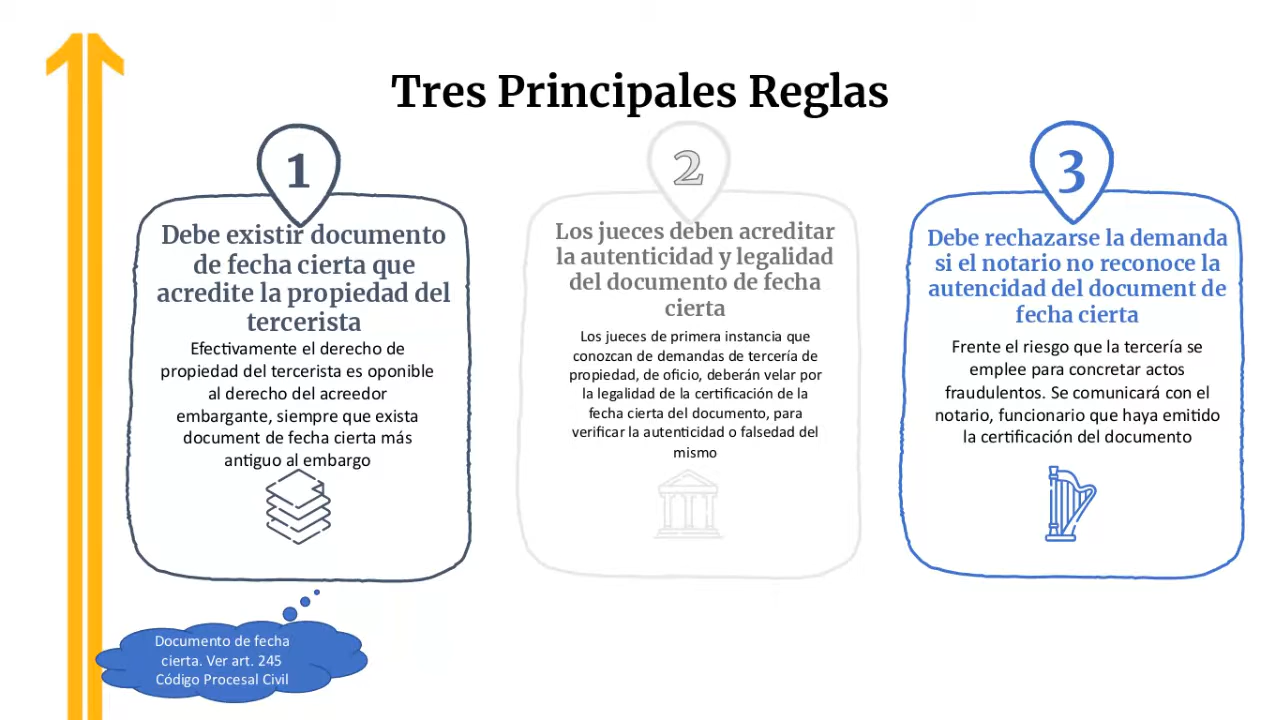 Tres Principales Reglas
1
Debe existir documento
de fecha cierta que
acredite la propiedad del
tercerista
Efectivamente el derecho de
propiedad del tercerista es oponible
al derecho del acreedor
embargante, siempre que exista
document de fecha cierta más
antiguo al embargo
2
Los jueces deben acreditar
la autenticidad y legalidad
del documento de fecha
cierta
Los jueces de primera instancia que
conozcan de demandas de tercería de
propiedad, de oficio, deberán velar por
la legalidad de la certificación de la
fecha cierta del documento, para
verificar la autenticidad o falsedad del
mismo
3
Debe rechazarse la demanda
si el notario no reconoce la
autencidad del document de
fecha cierta
Frente el riesgo que la tercería se
emplee para concretar actos
fraudulentos. Se comunicará con el
notario, funcionario que haya emitido
la certificación del documento
Documento de fecha
cierta. Ver art. 245
Código Procesal Civil